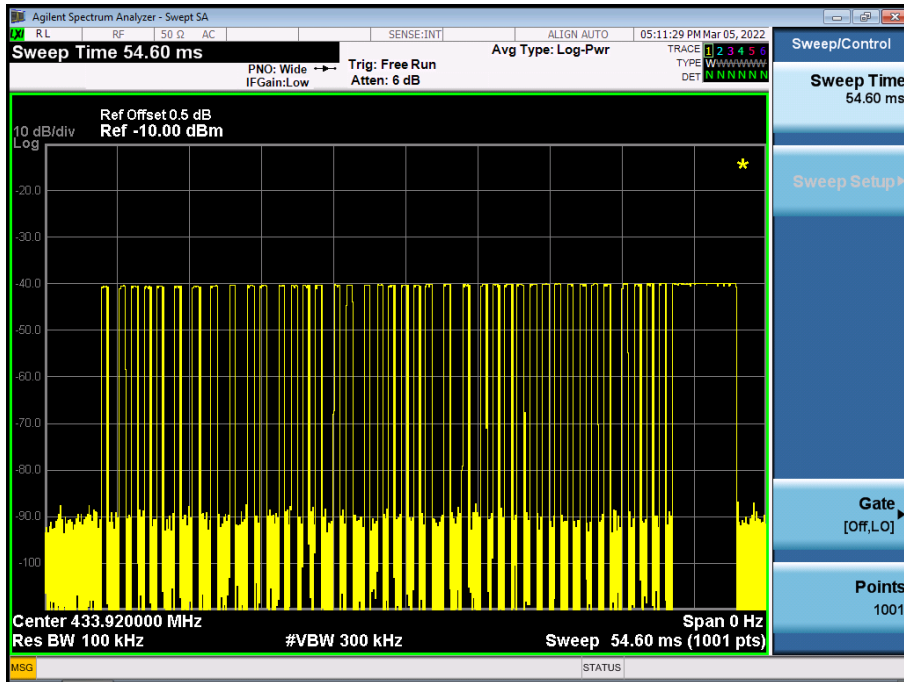 Agilent Spectrum Analyzer - Swept SA
LXI RL RF 50 Ω AC SENSE:INT ALIGN AUTO 05:11:29 PM Mar 05, 2022
Sweep Time 54.60 ms
PNO: Wide
IFGain:Low
Trig: Free Run
Atten: 6 dB
Avg Type: Log-Pwr
TRACE 1 2 3 4 5 6
TYPE WWWWWW
DET N N N N N N
Ref Offset 0.5 dB
10 dB/div Ref -10.00 dBm
Log
*
-20.0
-30.0
-40.0
-50.0
-60.0
-70.0
-80.0
-90.0
-100
Center 433.920000 MHz Span 0 Hz
Res BW 100 kHz #VBW 300 kHz Sweep 54.60 ms (1001 pts)
MSG STATUS
Sweep/Control
Sweep Time
54.60 ms
Sweep Setup
Gate
[Off,LO]
Points
1001